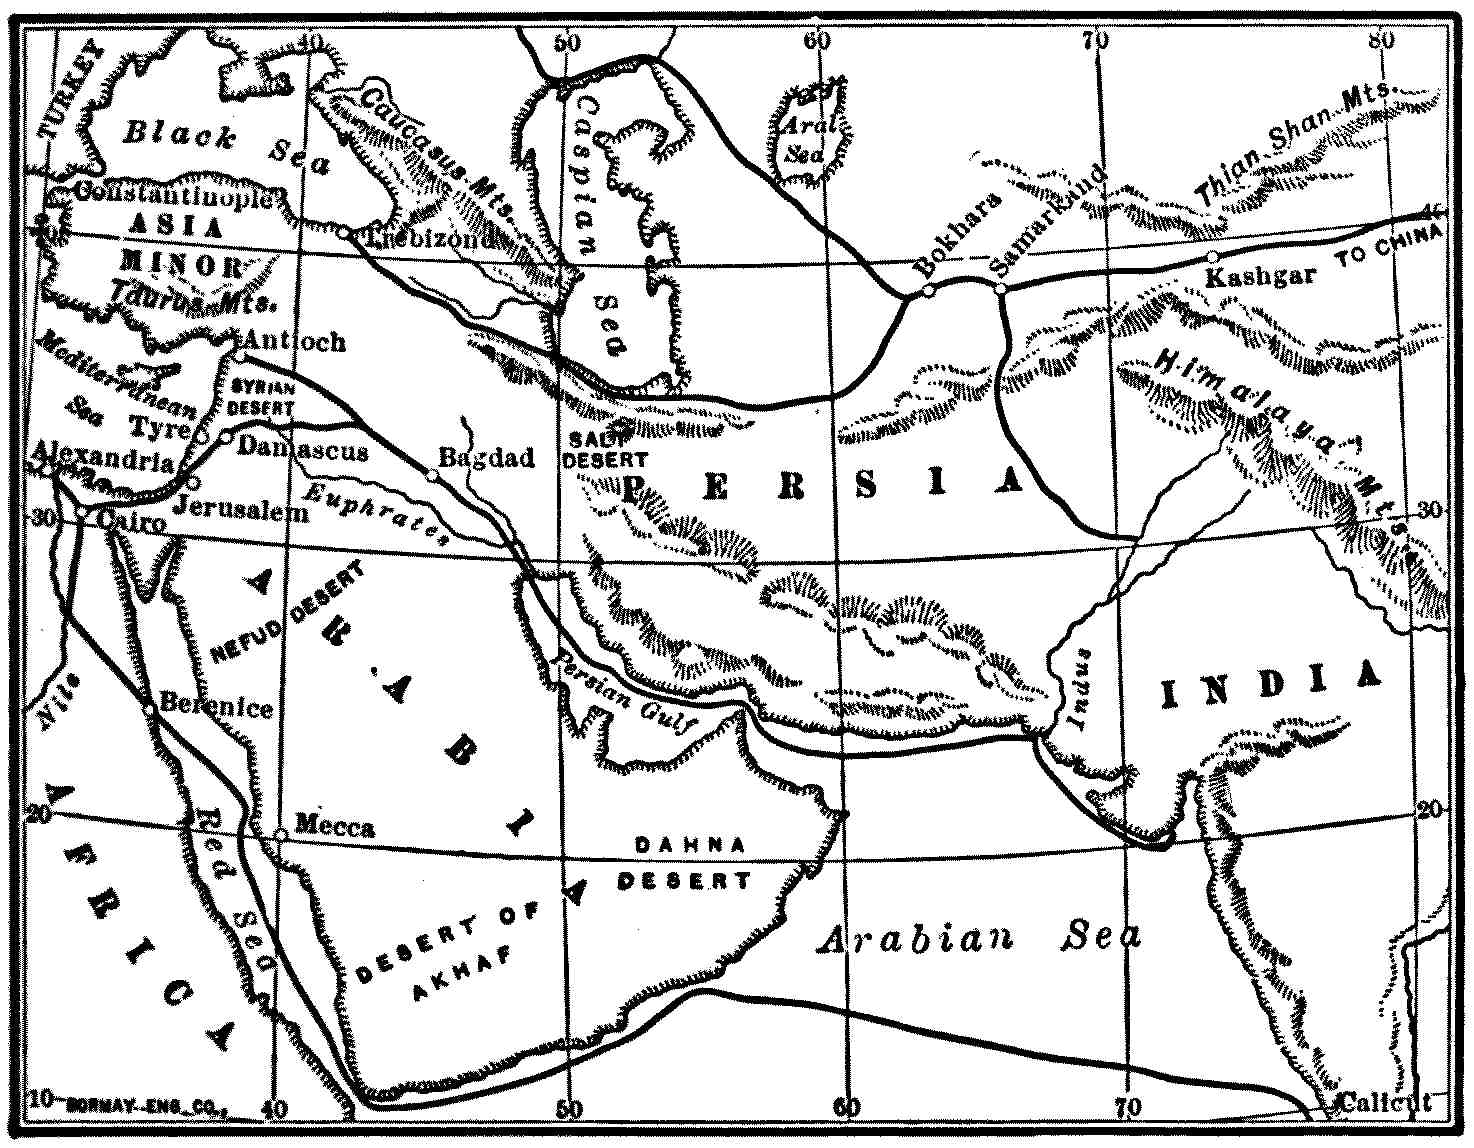 40
50
60
70
80
TURKEY
Black Sea
Caucasus Mts.
Caspian Sea
Aral
Sea
Thian Shan Mts.
Constantinople
ASIA
MINOR
Taurus Mts.
Trebizond
Bokhara
Samarkand
Kashgar
TO CHINA
40
40
Antioch
Mediterranean
Sea
SYRIAN
DESERT
Tyre
Damascus
Alexandria
Jerusalem
Cairo
Bagdad
Euphrates
SALT
DESERT
PERSIA
Himalaya Mts.
30
30
ARABIA
NEFUD DESERT
Persian Gulf
Indus
INDIA
Nile
Berenice
AFRICA
Red Sea
Mecca
20
20
DAHNA
DESERT
DESERT OF
AKHAF
Arabian Sea
Calicut
10
BORMAY ENG. CO.,
40
50
60
70